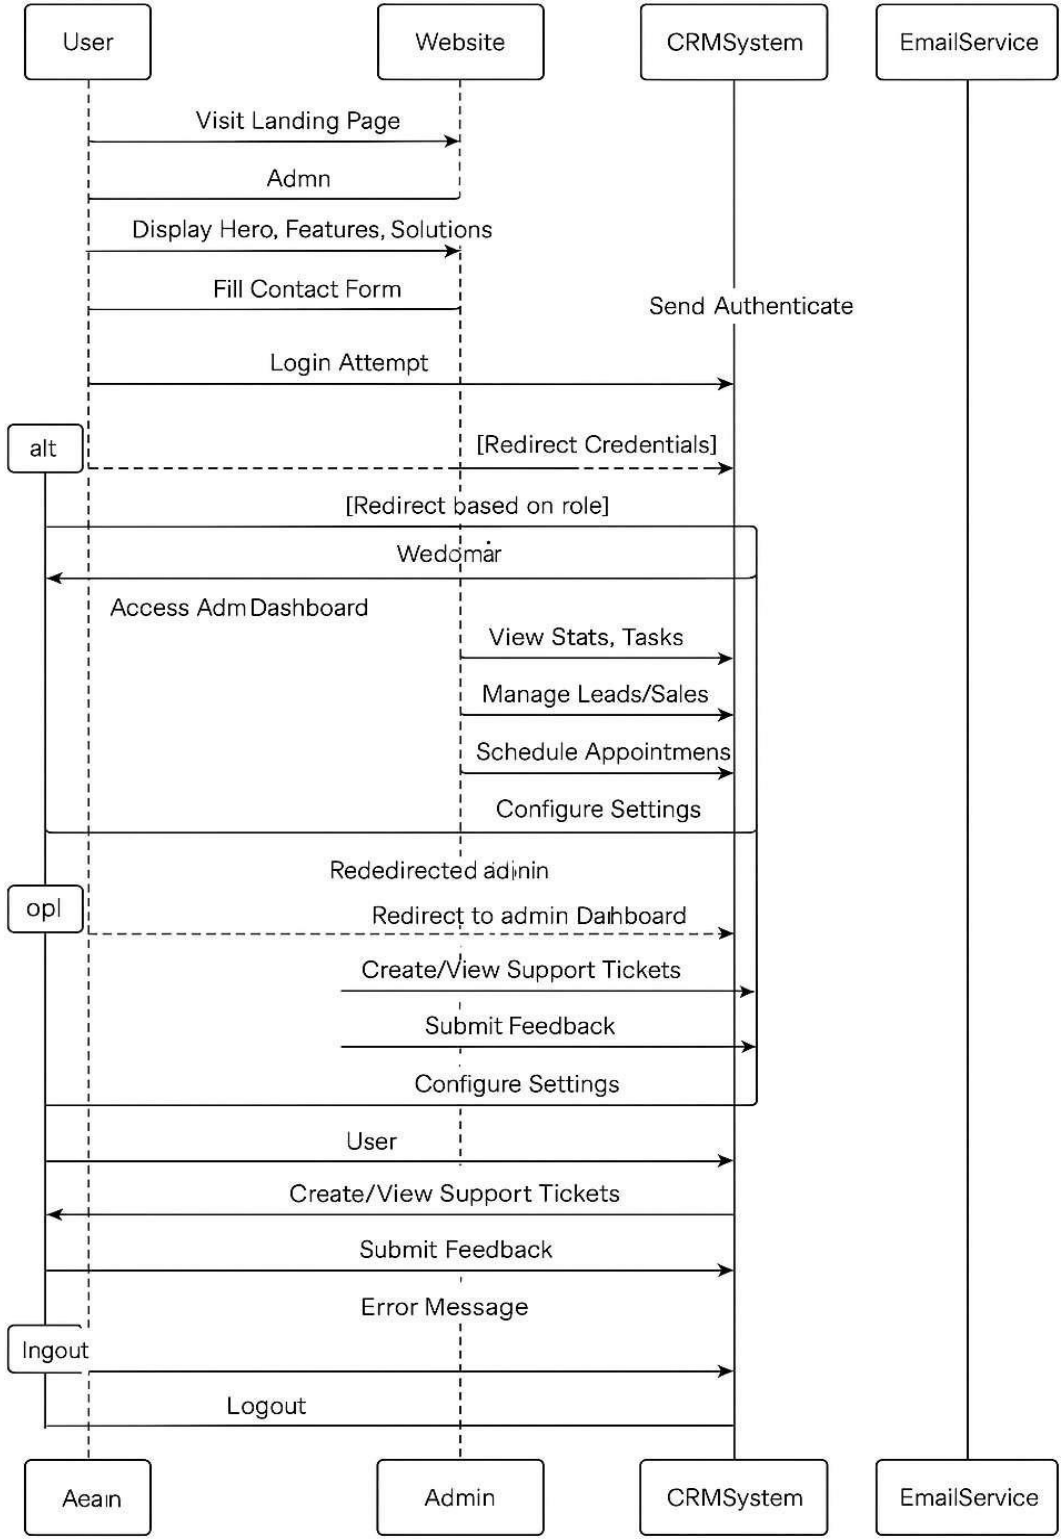 User
Website
CRMSystem
EmailService
Visit Landing Page
Admn
Display Hero, Features, Solutions
Fill Contact Form
Send Authenticate
Login Attempt
alt
[Redirect Credentials]
[Redirect based on role]
Wedomar
Access Adm Dashboard
View Stats, Tasks
Manage Leads/Sales
Schedule Appointmens
Configure Settings
Rededirected adinin
opl
Redirect to admin Dahboard
Create/View Support Tickets
Submit Feedback
Configure Settings
User
Create/View Support Tickets
Submit Feedback
Error Message
Ingout
Logout
Admin
CRMSystem
EmailService